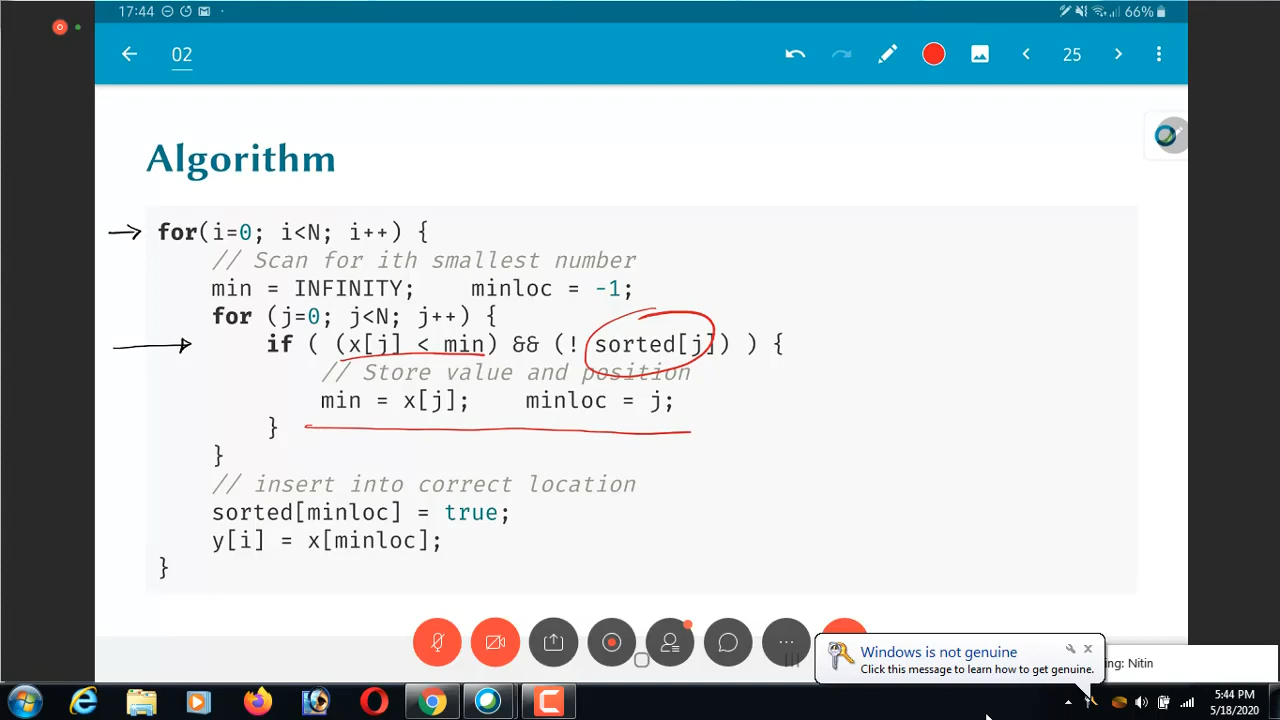 17:44
66%
02
25
Algorithm
for(i=0; i<N; i++) {
// Scan for ith smallest number
min = INFINITY; minloc = -1;
for (j=0; j<N; j++) {
if ( (x[j] < min) && (! sorted[j]) ) {
// Store value and position
min = x[j]; minloc = j;
}
}
// insert into correct location
sorted[minloc] = true;
y[i] = x[minloc];
}
Windows is not genuine
Click this message to learn how to get genuine.
ing: Nitin
5:44 PM
5/18/2020